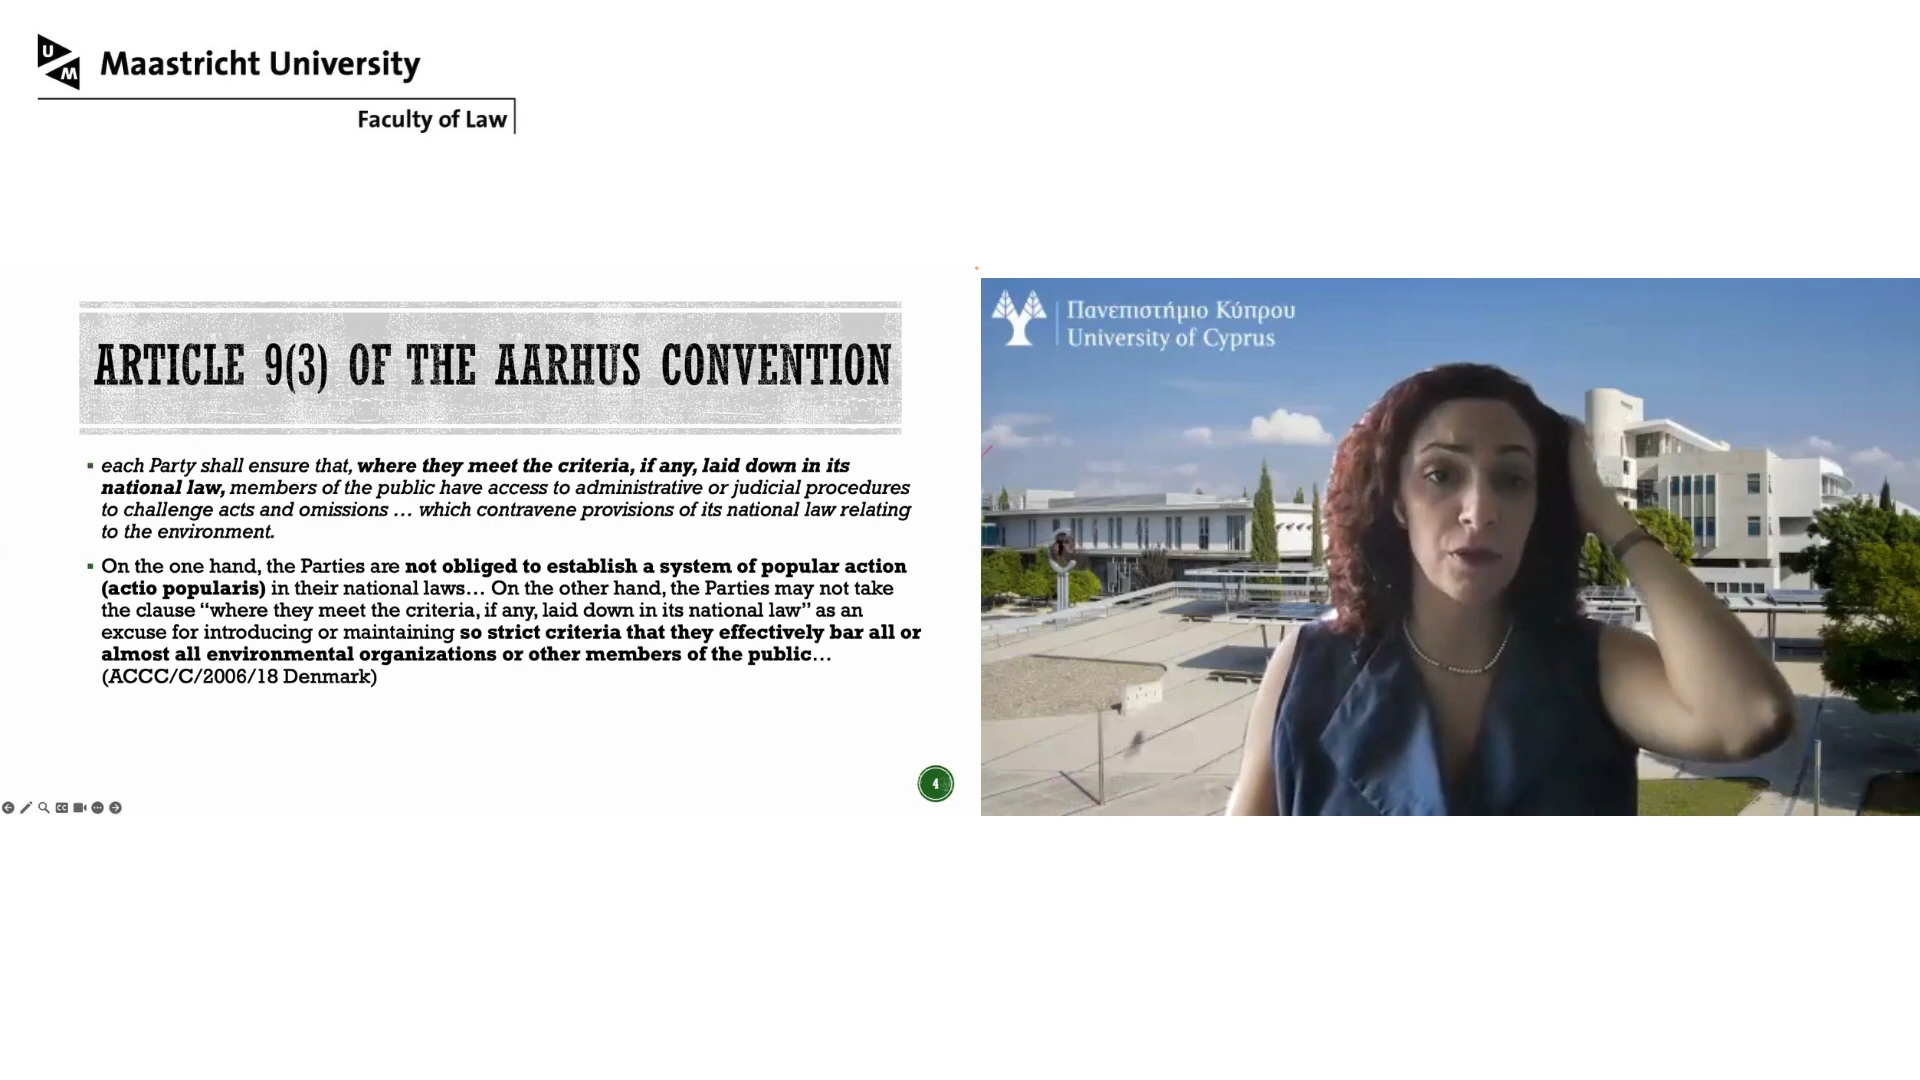 U
M
Maastricht University
Faculty of Law
ARTICLE 9(3) OF THE AARHUS CONVENTION
each Party shall ensure that, where they meet the criteria, if any, laid down in its
national law, members of the public have access to administrative or judicial procedures
to challenge acts and omissions … which contravene provisions of its national law relating
to the environment.
On the one hand, the Parties are not obliged to establish a system of popular action
(actio popularis) in their national laws… On the other hand, the Parties may not take
the clause “where they meet the criteria, if any, laid down in its national law” as an
excuse for introducing or maintaining so strict criteria that they effectively bar all or
almost all environmental organizations or other members of the public…
(ACCC/C/2006/18 Denmark)
4
CC
Πανεπιστήμιο Κύπρου
University of Cyprus